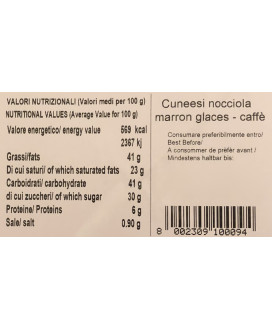 VALORI NUTRIZIONALI (Valori medi per 100 g)
NUTRITIONAL VALUES (Average Value for 100 g)
Valore energetico/ energy value 569 kcal
2367 kj
Grassi/fats 41 g
Di cui saturi/ of which saturated fats 23 g
Carboidrati/ carbohydrate 41 g
di cui zuccheri/ of which sugar 30 g
Proteine/ Proteins 6 g
Sale/ salt 0.90 g
Cuneesi nocciola
marron glaces - caffè
Consumare preferibilmente entro/
Best Before/
A consommer de préfér avant/
Mindestens haltbar bis:
8 002309 100094